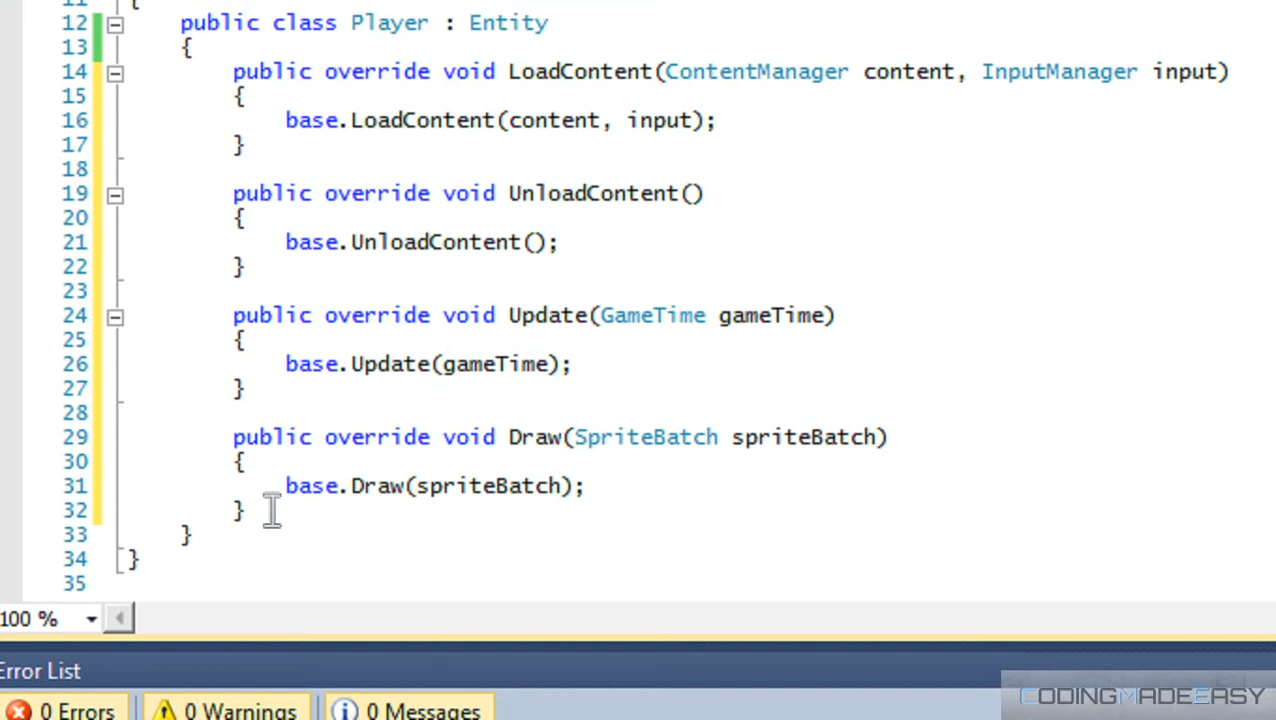 11 {
12 public class Player : Entity
13 {
14 public override void LoadContent(ContentManager content, InputManager input)
15 {
16 base.LoadContent(content, input);
17 }
18
19 public override void UnloadContent()
20 {
21 base.UnloadContent();
22 }
23
24 public override void Update(GameTime gameTime)
25 {
26 base.Update(gameTime);
27 }
28
29 public override void Draw(SpriteBatch spriteBatch)
30 {
31 base.Draw(spriteBatch);
32 }
33 }
34 }
35
100 %
Error List
0 Errors 0 Warnings 0 Messages
CODINGMADEEASY